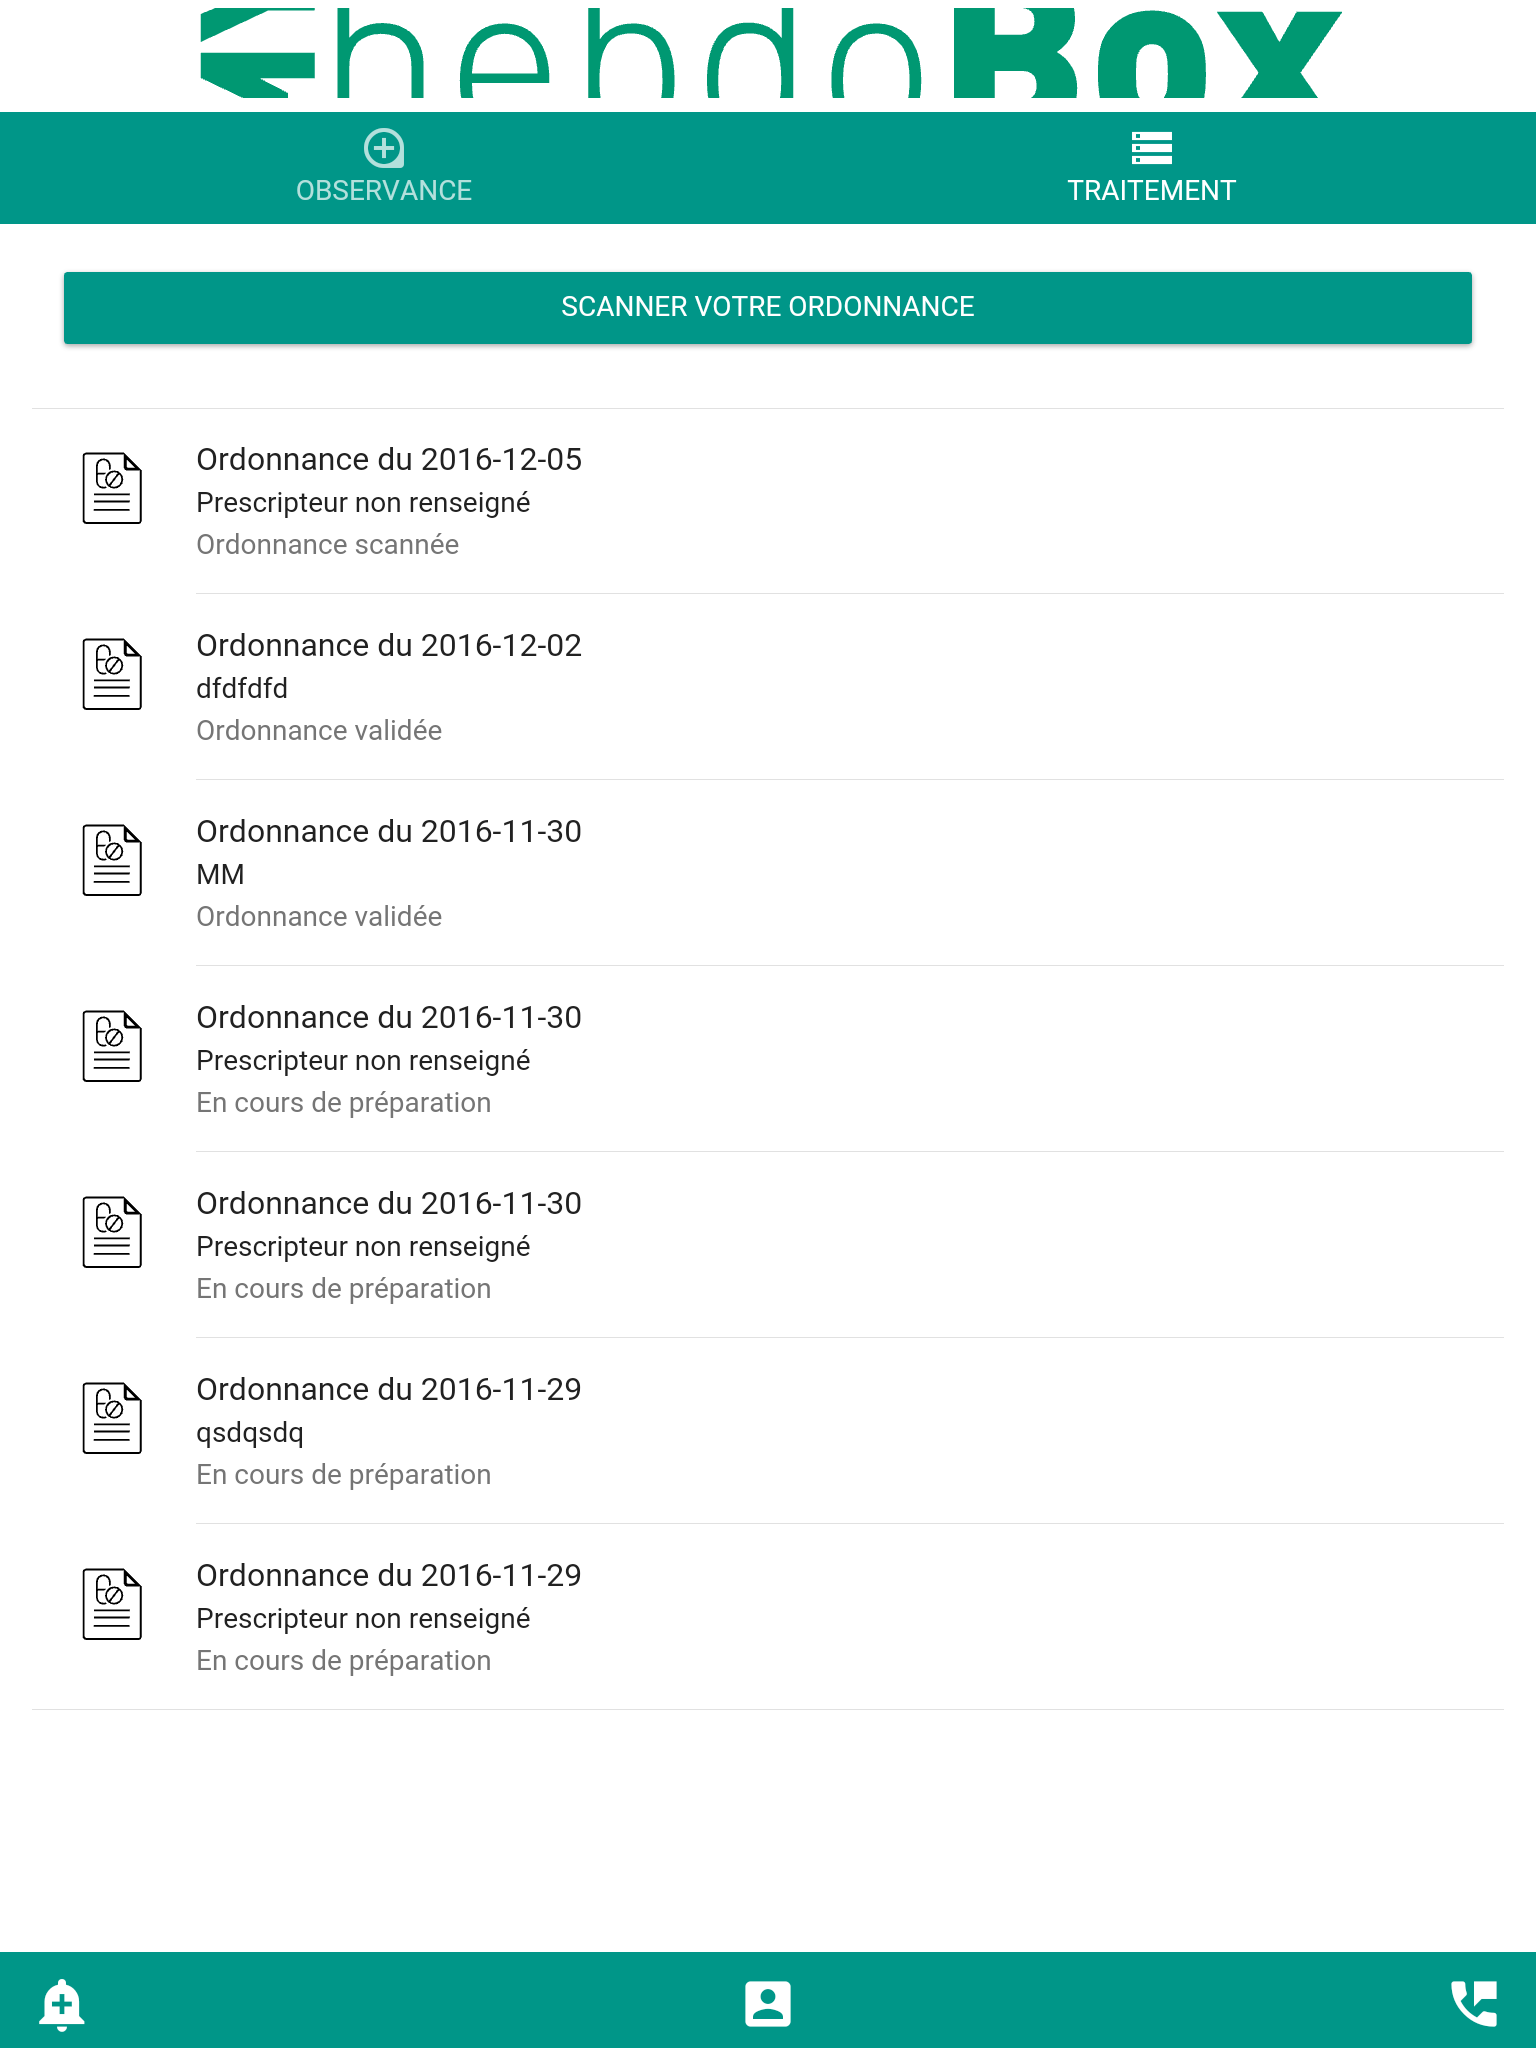 hebdoBox
OBSERVANCE
TRAITEMENT
SCANNER VOTRE ORDONNANCE
Ordonnance du 2016-12-05
Prescripteur non renseigné
Ordonnance scannée
Ordonnance du 2016-12-02
dfdfdfd
Ordonnance validée
Ordonnance du 2016-11-30
MM
Ordonnance validée
Ordonnance du 2016-11-30
Prescripteur non renseigné
En cours de préparation
Ordonnance du 2016-11-30
Prescripteur non renseigné
En cours de préparation
Ordonnance du 2016-11-29
qsdqsdq
En cours de préparation
Ordonnance du 2016-11-29
Prescripteur non renseigné
En cours de préparation